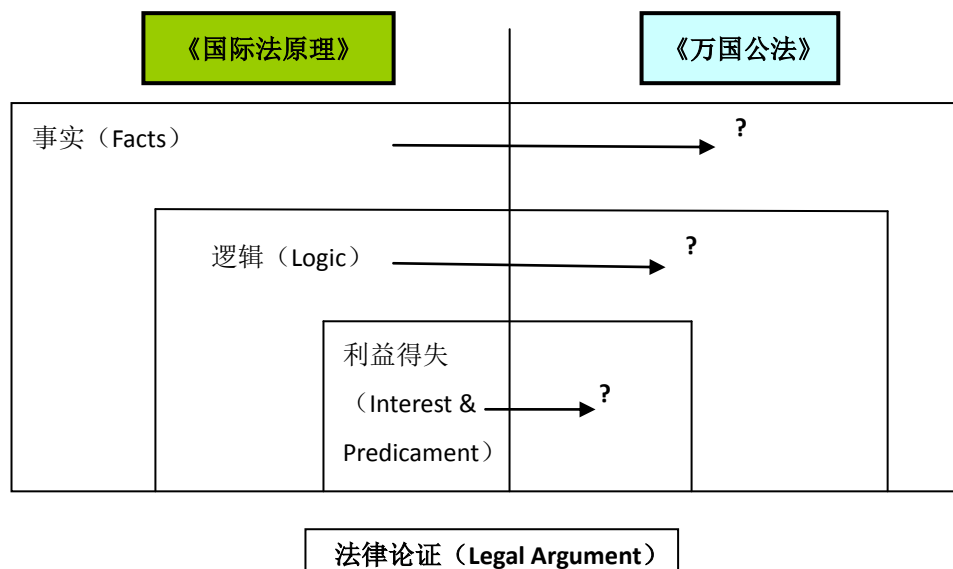 《国际法原理》
《万国公法》
事实（Facts）
?
逻辑（Logic）
?
利益得失
（Interest &
Predicament）
?
法律论证（Legal Argument）